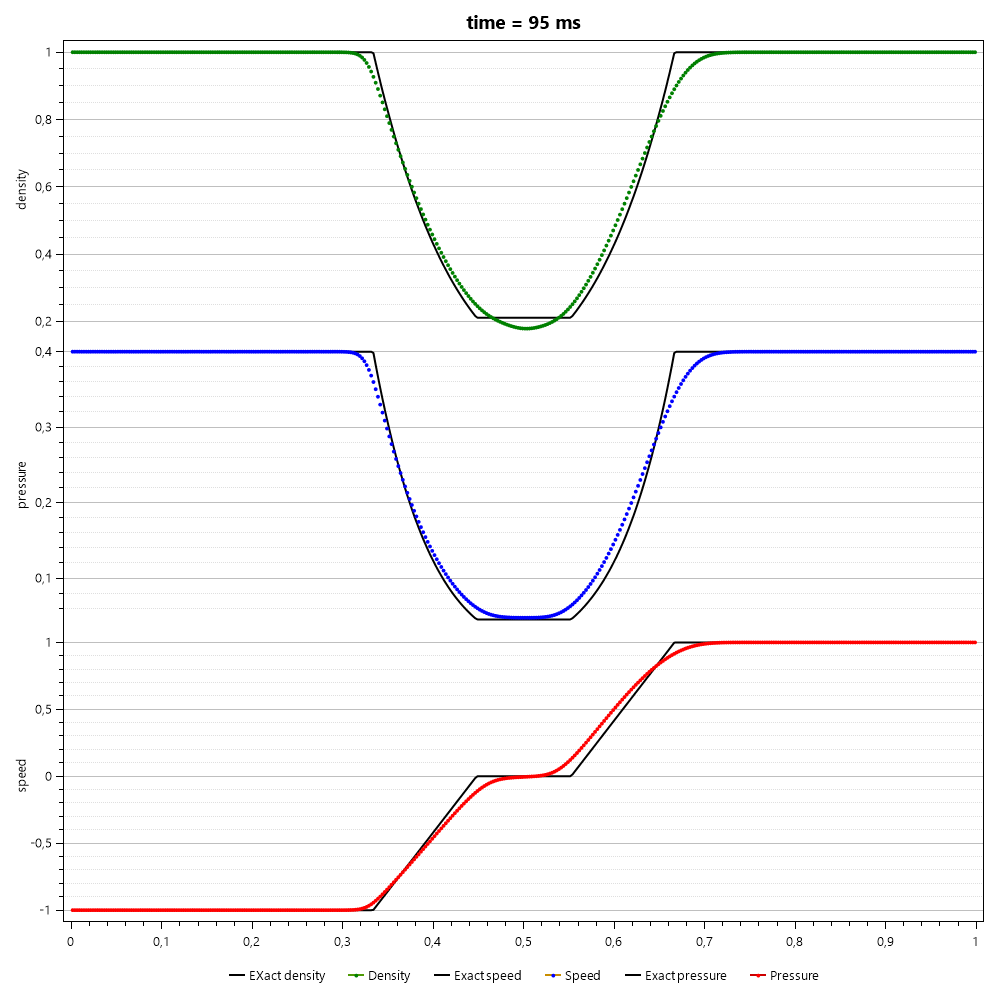 time = 95 ms
density
1
0,8
0,6
0,4
0,2
pressure
0,4
0,3
0,2
0,1
speed
1
0,5
0
-0,5
-1
0 0,1 0,2 0,3 0,4 0,5 0,6 0,7 0,8 0,9 1
EXact density Density Exact speed Speed Exact pressure Pressure